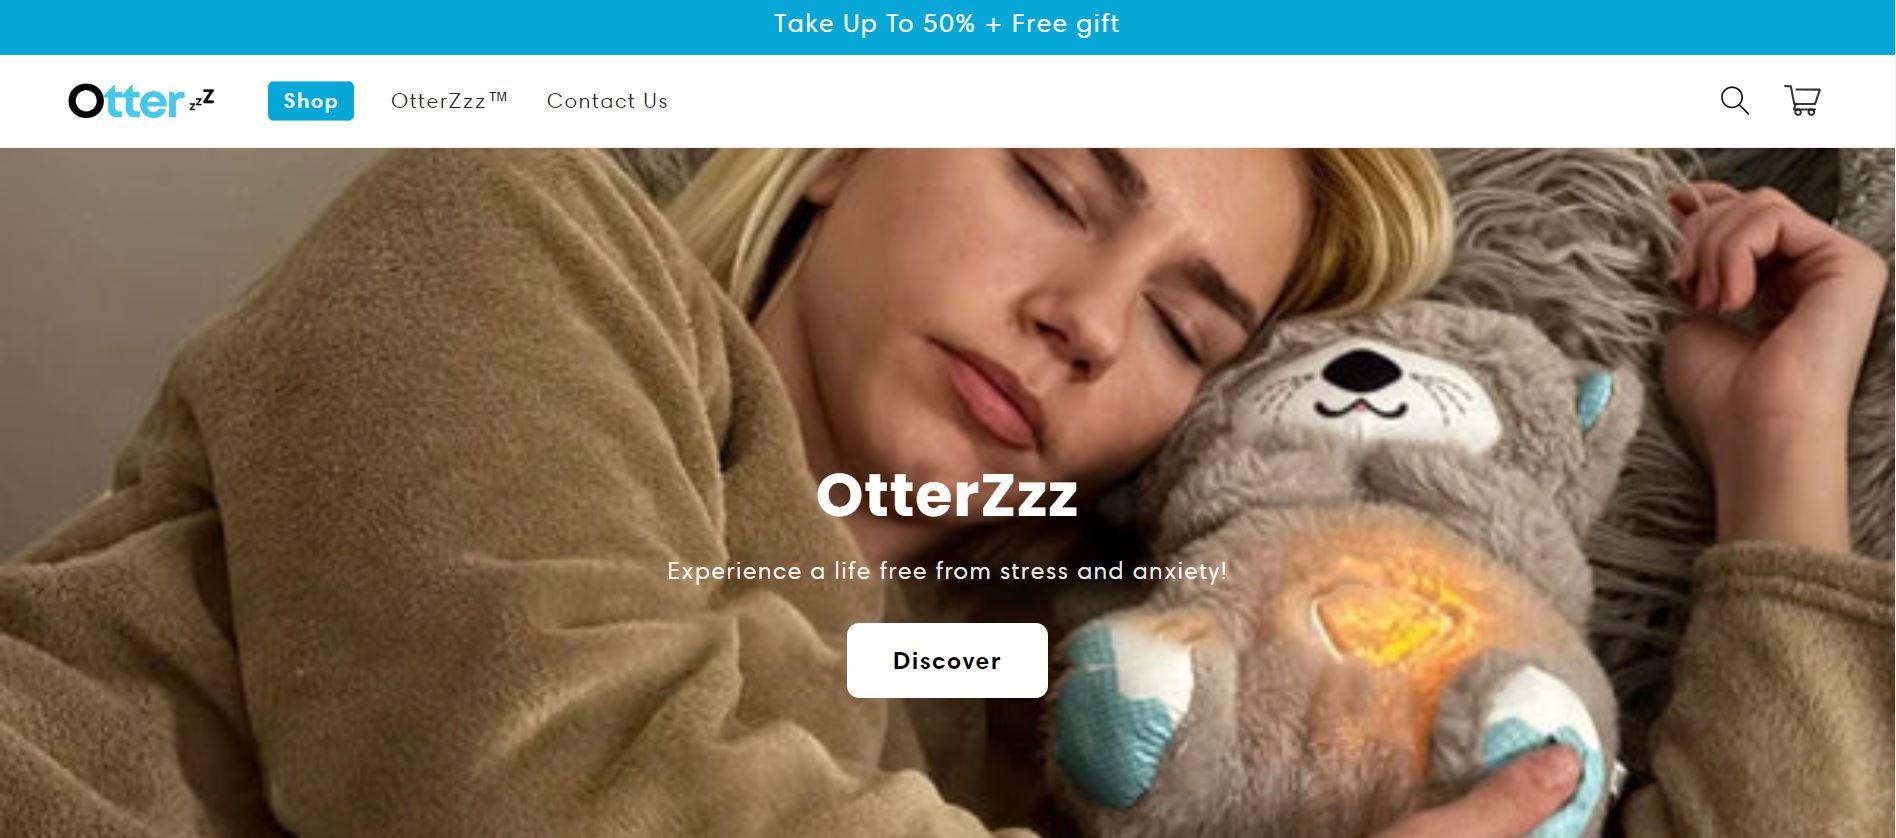 Take Up To 50% + Free gift
Otter zzZ
Shop
OtterZzz™
Contact Us
OtterZzz
Experience a life free from stress and anxiety!
Discover